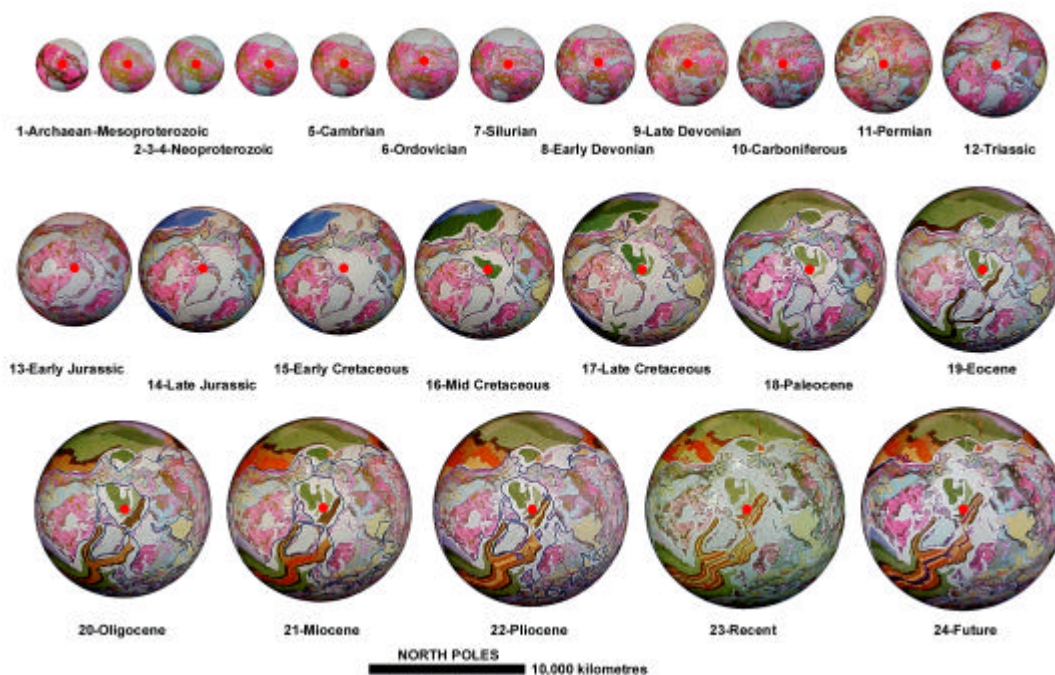 1-Archaean-Mesoproterozoic
2-3-4-Neoproterozoic
5-Cambrian
6-Ordovician
7-Silurian
8-Early Devonian
9-Late Devonian
10-Carboniferous
11-Permian
12-Triassic
13-Early Jurassic
14-Late Jurassic
15-Early Cretaceous
16-Mid Cretaceous
17-Late Cretaceous
18-Paleocene
19-Eocene
20-Oligocene
21-Miocene
22-Pliocene
23-Recent
24-Future
NORTH POLES
10,000 kilometres